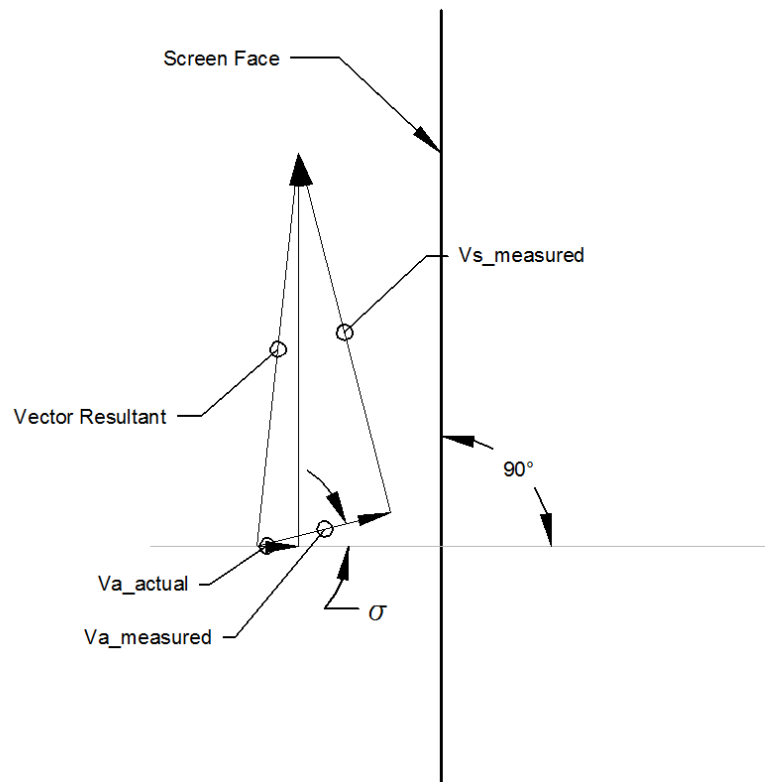 Screen Face
Vs_measured
Vector Resultant
90°
Va_actual
Va_measured
σ